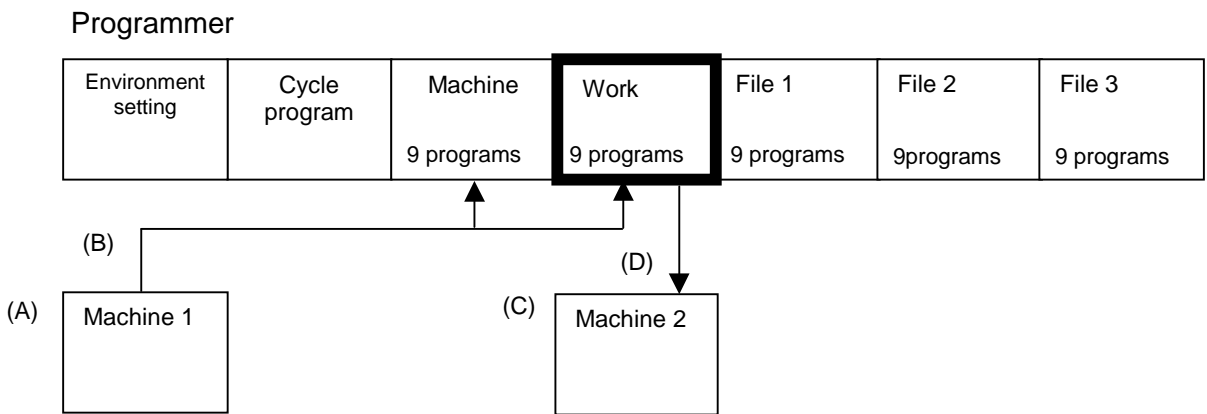 Programmer
Environment
setting
Cycle
program
Machine
9 programs
Work
9 programs
File 1
9 programs
File 2
9programs
File 3
9 programs
(B)
(D)
(A)
Machine 1
(C)
Machine 2